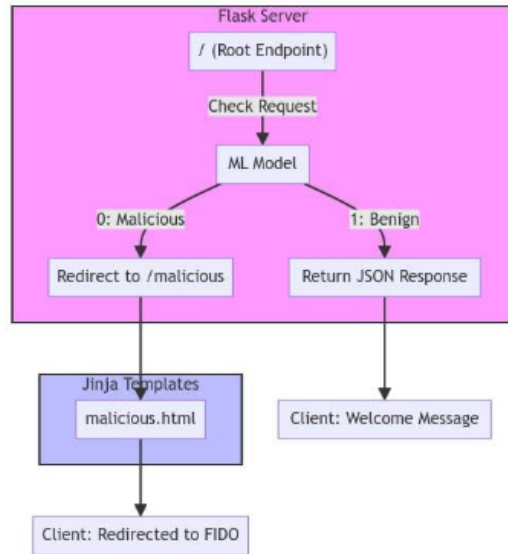 Flask Server
/ (Root Endpoint)
Check Request
ML Model
0: Malicious
1: Benign
Redirect to /malicious
Return JSON Response
Jinja Templates
malicious.html
Client: Welcome Message
Client: Redirected to FIDO